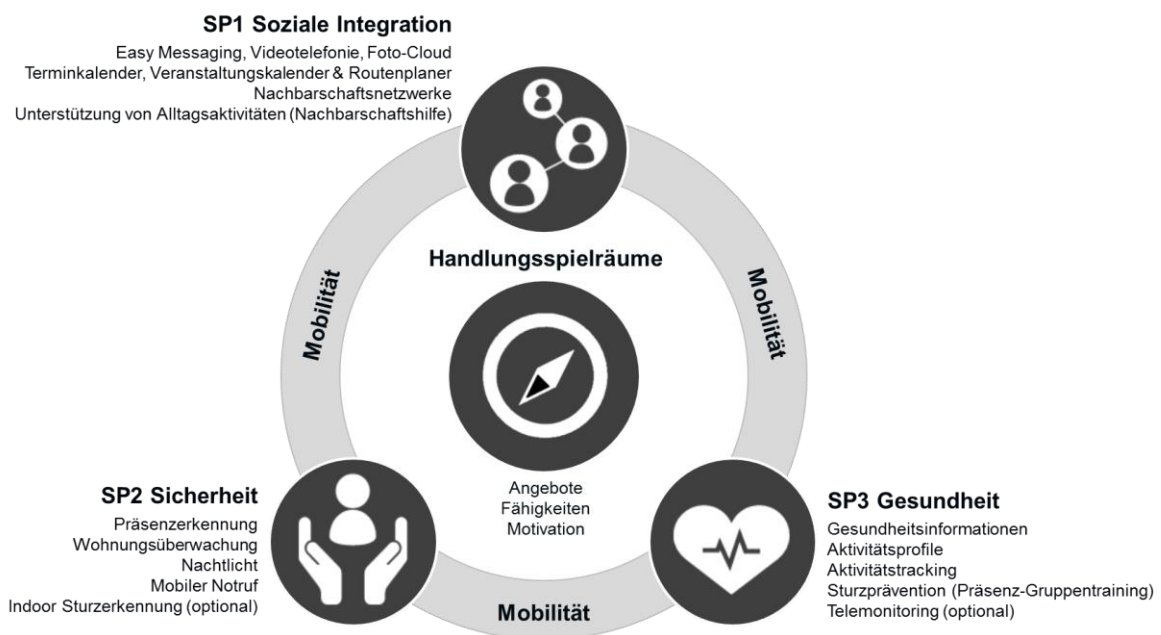 SP1 Soziale Integration
Easy Messaging, Videotelefonie, Foto-Cloud
Terminkalender, Veranstaltungskalender & Routenplaner
Nachbarschaftsnetzwerke
Unterstützung von Alltagsaktivitäten (Nachbarschaftshilfe)
Mobilität
Handlungsspielräume
Mobilität
Angebote
Fähigkeiten
Motivation
SP2 Sicherheit
Präsenzerkennung
Wohnungsüberwachung
Nachtlicht
Mobiler Notruf
Indoor Sturzerkennung (optional)
SP3 Gesundheit
Gesundheitsinformationen
Aktivitätsprofile
Aktivitätstracking
Sturzprävention (Präsenz-Gruppentraining)
Telemonitoring (optional)
Mobilität